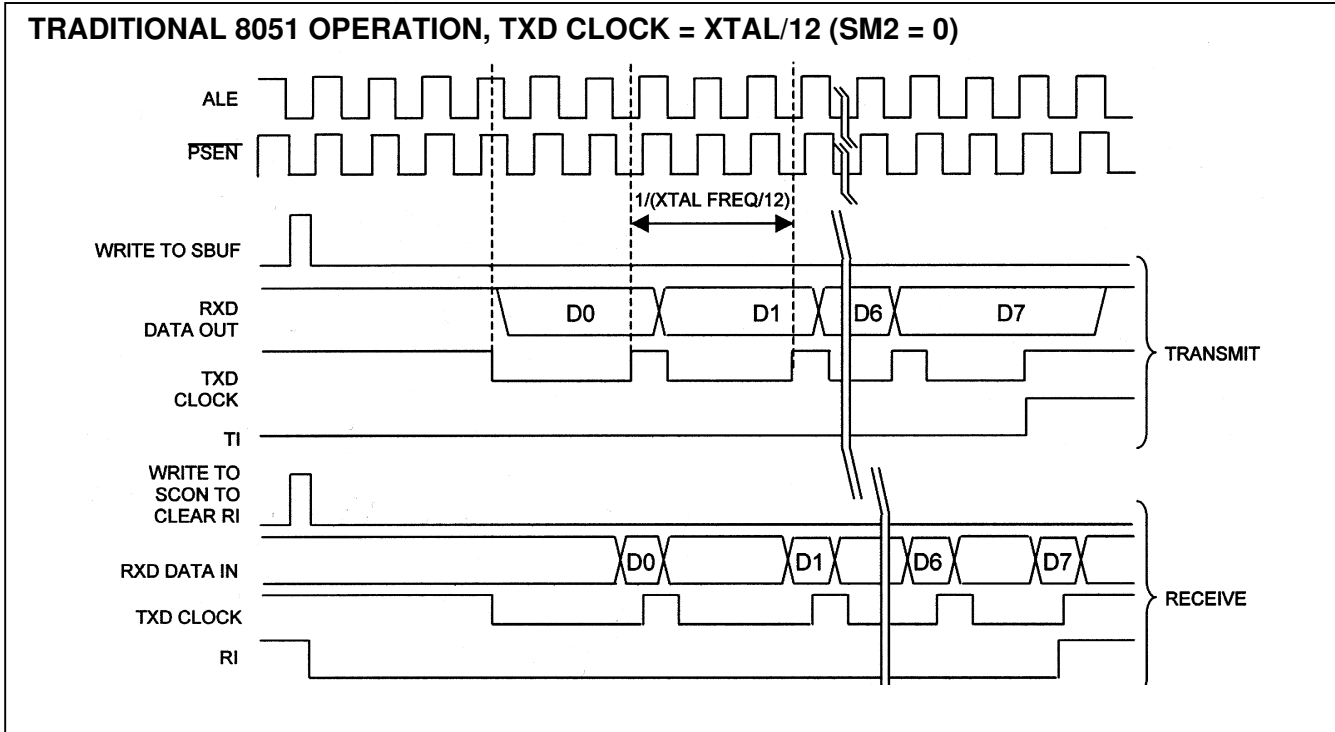 TRADITIONAL 8051 OPERATION, TXD CLOCK = XTAL/12 (SM2 = 0)
ALE
PSEN
1/(XTAL FREQ/12)
WRITE TO SBUF
RXD
DATA OUT
D0
D1
D6
D7
TXD
CLOCK
TRANSMIT
TI
WRITE TO
SCON TO
CLEAR RI
RXD DATA IN
D0
D1
D6
D7
TXD CLOCK
RECEIVE
RI